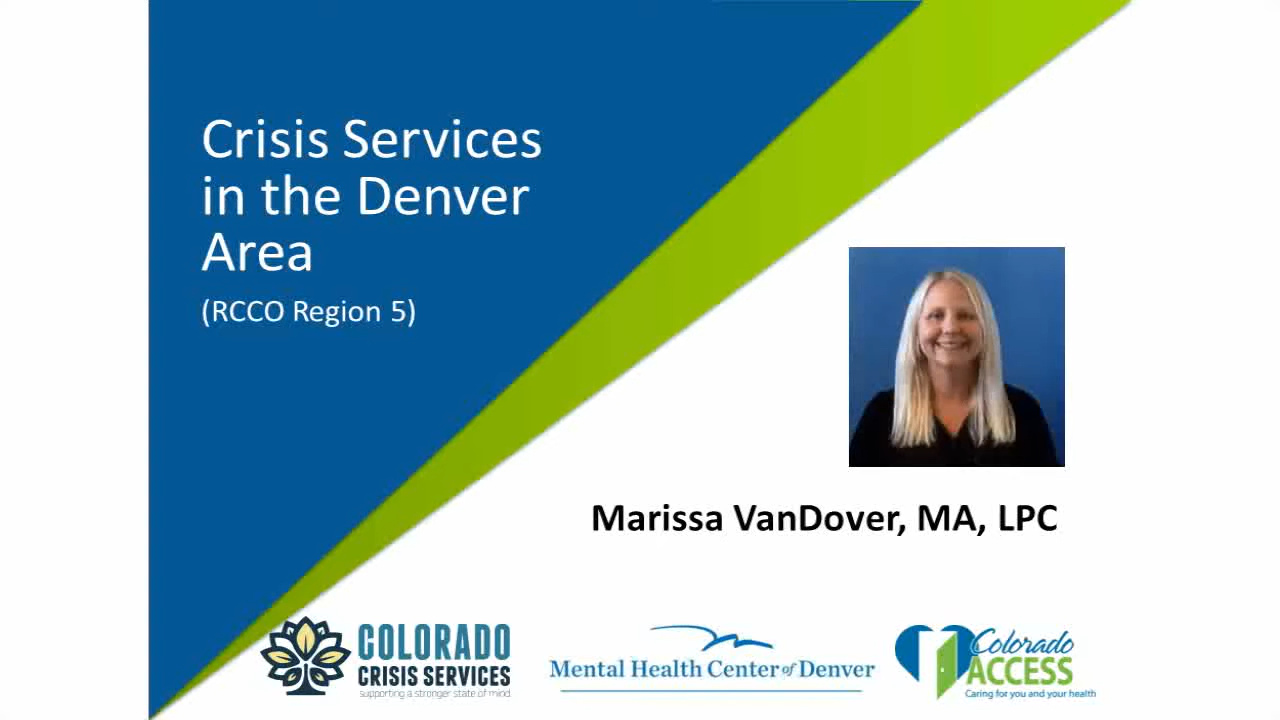 Crisis Services
in the Denver
Area
(RCCO Region 5)
Marissa VanDover, MA, LPC
COLORADO
CRISIS SERVICES
supporting a stronger state of mind
Mental Health Center of Denver
Colorado
ACCESS
Caring for you and your health